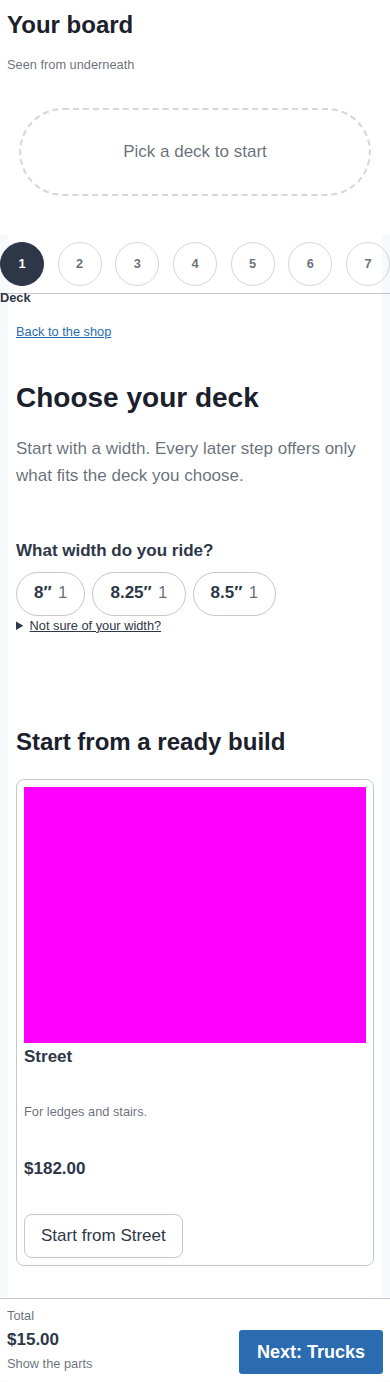 Your board
Seen from underneath
Pick a deck to start
1 2 3 4 5 6 7
Deck
Back to the shop
Choose your deck
Start with a width. Every later step offers only
what fits the deck you choose.
What width do you ride?
8″ 1 8.25″ 1 8.5″ 1
Not sure of your width?
Start from a ready build
Street
For ledges and stairs.
$182.00
Start from Street
Total
$15.00
Show the parts
Next: Trucks